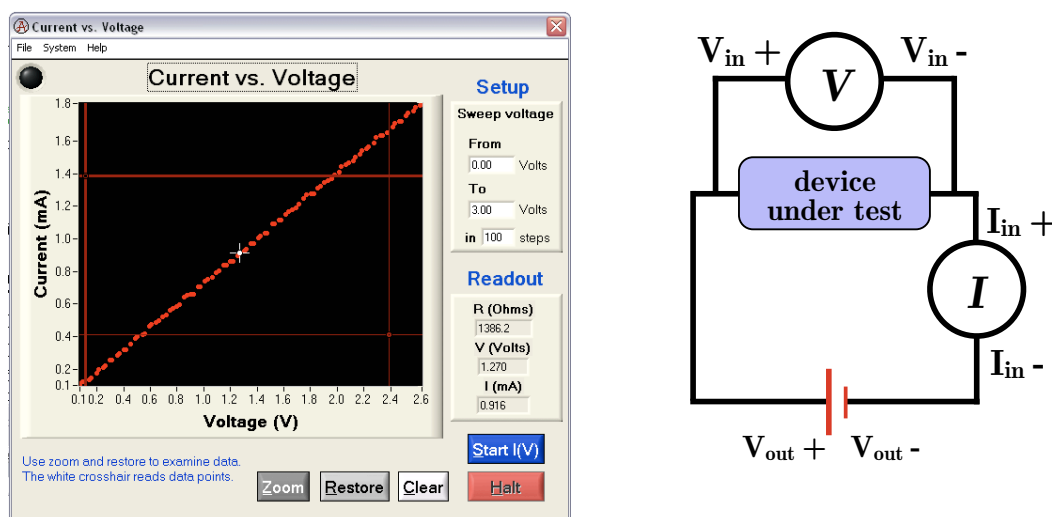 Current vs. Voltage
File System Help
Current vs. Voltage
Current (mA)
1.8
1.6
1.4
1.2
1.0
0.8
0.6
0.4
0.2
0.1
0.1 0.2 0.4 0.6 0.8 1.0 1.2 1.4 1.6 1.8 2.0 2.2 2.4 2.6
Voltage (V)
Use zoom and restore to examine data.
The white crosshair reads data points.
Zoom Restore Clear
Setup
Sweep voltage
From
0.00 Volts
To
3.00 Volts
in 100 steps
Readout
R (Ohms)
1386.2
V (Volts)
1.270
I (mA)
0.916
Start I(V)
Halt
Vin + Vin -
V
device
under test
Iin +
I
Iin -
Vout + Vout -